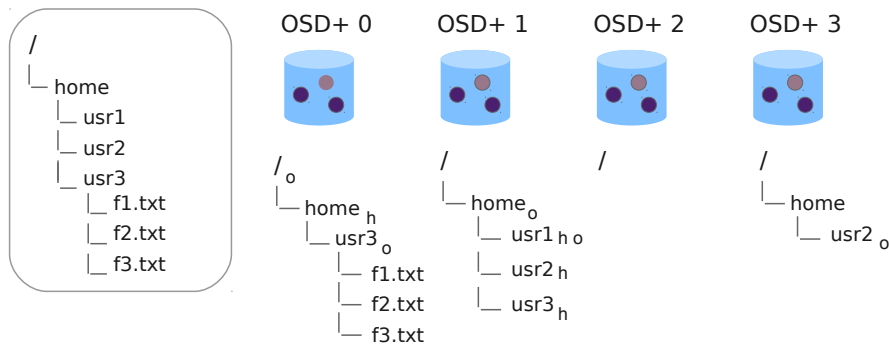 /
home
usr1
usr2
usr3
f1.txt
f2.txt
f3.txt
OSD+ 0
/ o
home h
usr3 o
f1.txt
f2.txt
f3.txt
OSD+ 1
/
home o
usr1 h o
usr2 h
usr3 h
OSD+ 2
/
OSD+ 3
/
home
usr2 o